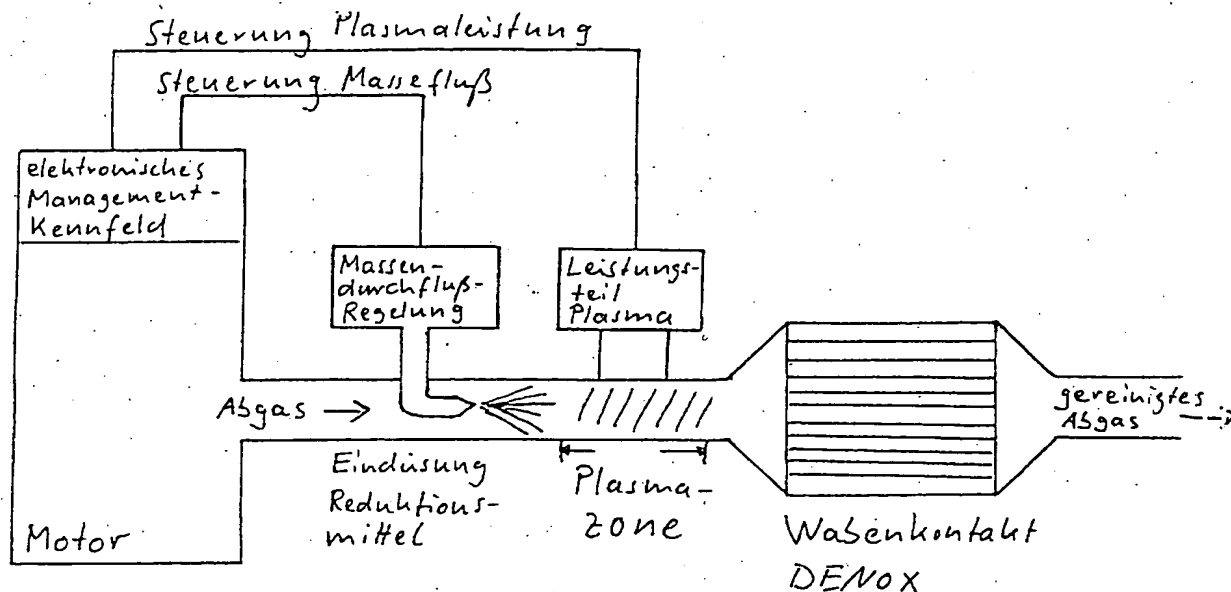 Steuerung Plasmaleistung
Steuerung Massefluß
elektronisches
Management-
Kennfeld
Massen-
durchfluß-
Regelung
Leistungs-
teil
Plasma
Abgas
gereinigtes
Abgas
Eindüsung
Reduktions-
mittel
Plasma-
zone
Motor
Wabenkontakt
DENOX